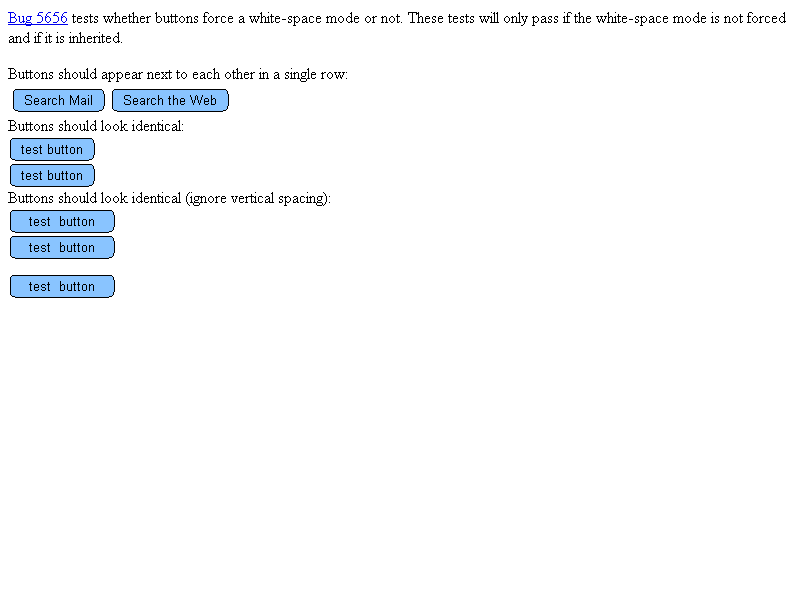 Bug 5656 tests whether buttons force a white-space mode or not. These tests will only pass if the white-space mode is not forced
and if it is inherited.
Buttons should appear next to each other in a single row:
Search Mail Search the Web
Buttons should look identical:
test button
test button
Buttons should look identical (ignore vertical spacing):
test  button
test  button
test  button